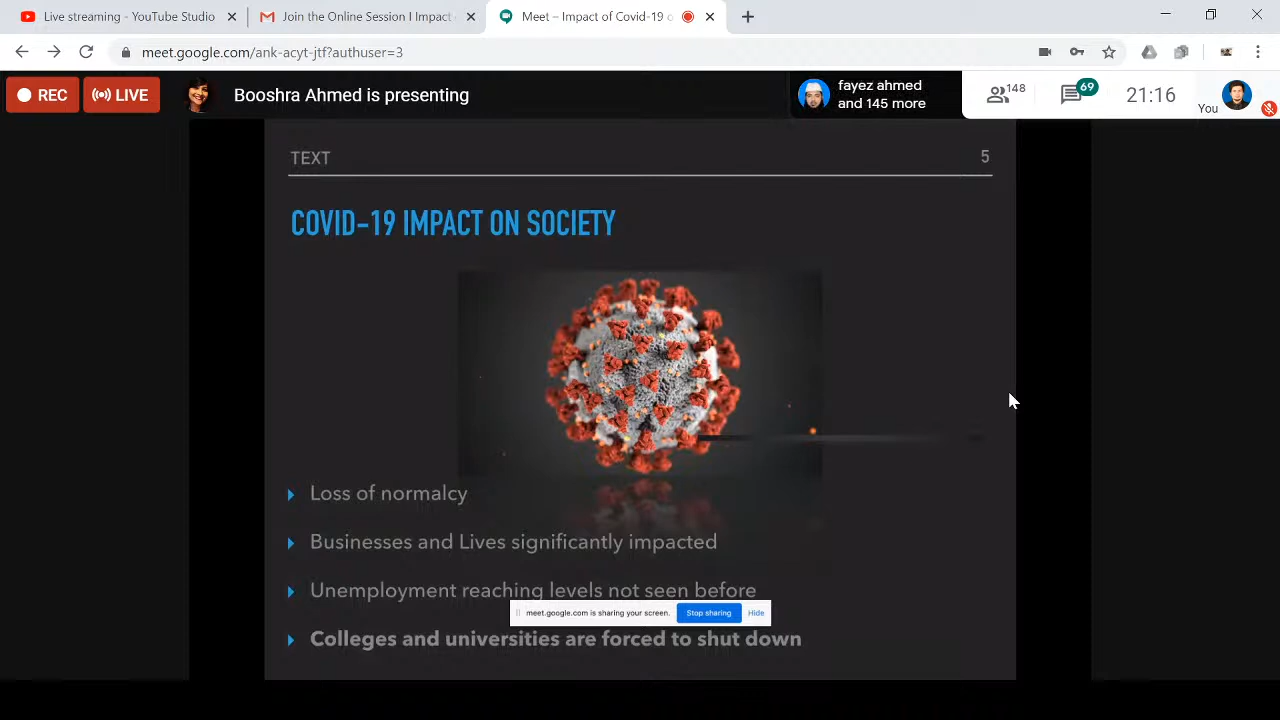 Live streaming - YouTube Studio
Join the Online Session I Impact
Meet – Impact of Covid-19 o
meet.google.com/ank-acyt-jtf?authuser=3
REC
LIVE
Booshra Ahmed is presenting
fayez ahmed
and 145 more
148
69
21:16
You
TEXT
5
COVID-19 IMPACT ON SOCIETY
Loss of normalcy
Businesses and Lives significantly impacted
Unemployment reaching levels not seen before
meet.google.com is sharing your screen.
Stop sharing
Hide
Colleges and universities are forced to shut down